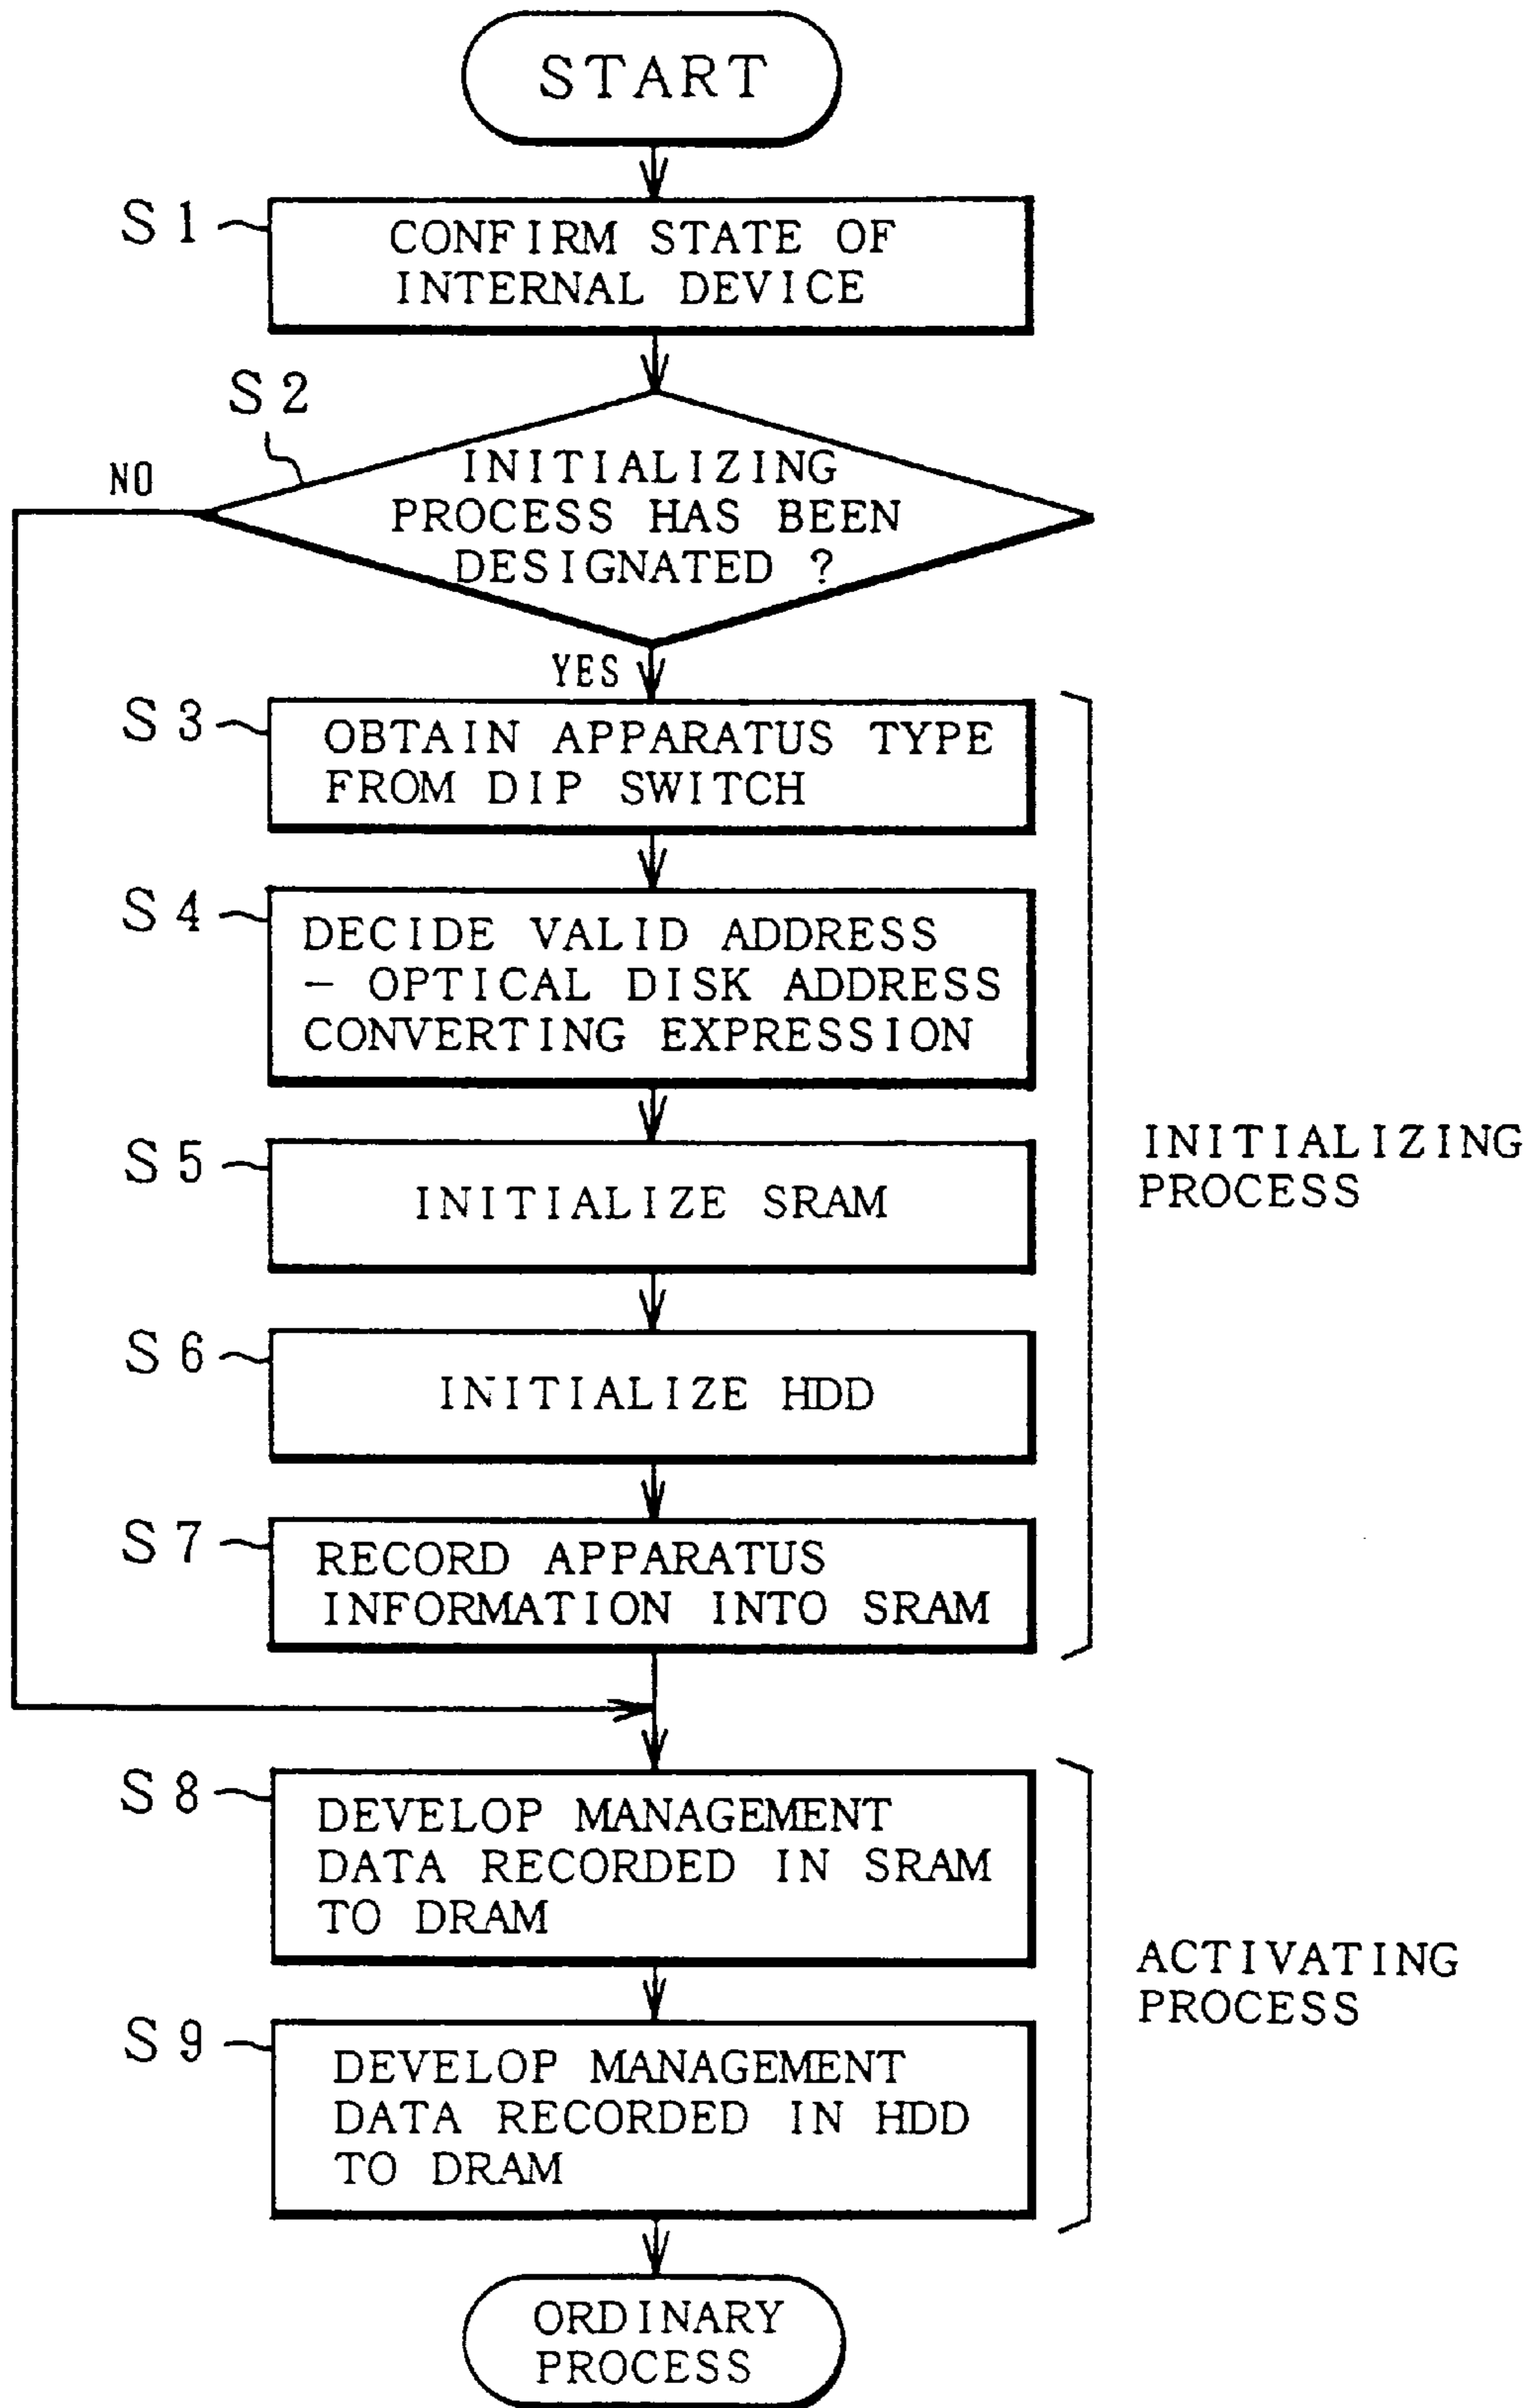 START
S1
CONFIRM STATE OF
INTERNAL DEVICE
S2
NO
INITIALIZING
PROCESS HAS BEEN
DESIGNATED ?
YES
S3
OBTAIN APPARATUS TYPE
FROM DIP SWITCH
S4
DECIDE VALID ADDRESS
- OPTICAL DISK ADDRESS
CONVERTING EXPRESSION
S5
INITIALIZE SRAM
INITIALIZING
PROCESS
S6
INITIALIZE HDD
S7
RECORD APPARATUS
INFORMATION INTO SRAM
S8
DEVELOP MANAGEMENT
DATA RECORDED IN SRAM
TO DRAM
ACTIVATING
PROCESS
S9
DEVELOP MANAGEMENT
DATA RECORDED IN HDD
TO DRAM
ORDINARY
PROCESS